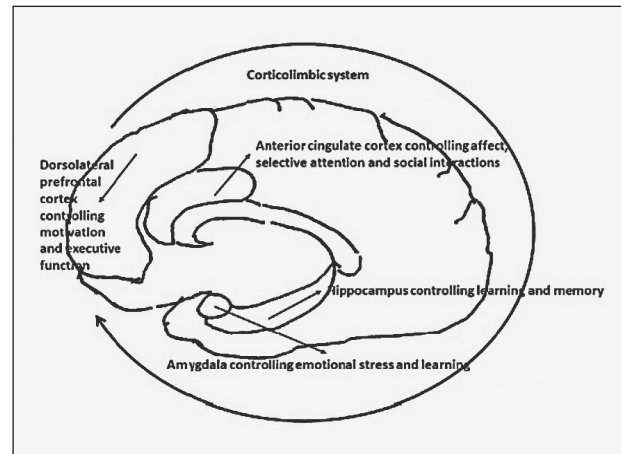 Corticolimbic system
Anterior cingulate cortex controlling affect,
selective attention and social interactions
Dorsolateral
prefrontal
cortex
controlling
motivation
and executive
function
Hippocampus controlling learning and memory
Amygdala controlling emotional stress and learning